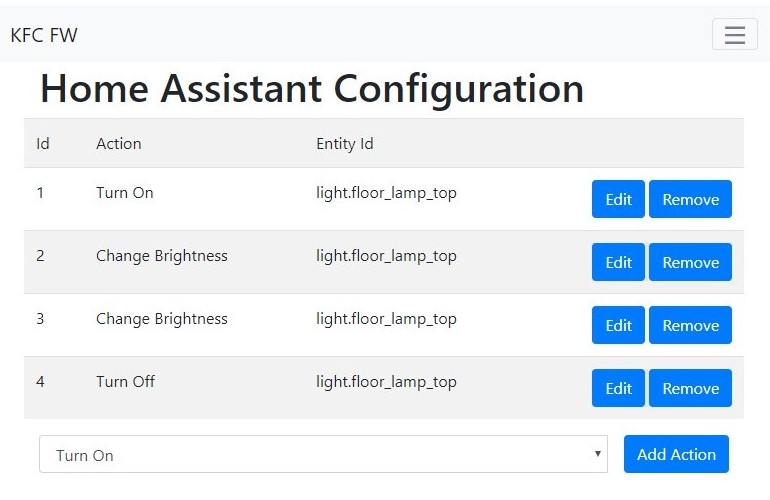 KFC FW
Home Assistant Configuration
Id Action Entity Id
1 Turn On light.floor_lamp_top Edit Remove
2 Change Brightness light.floor_lamp_top Edit Remove
3 Change Brightness light.floor_lamp_top Edit Remove
4 Turn Off light.floor_lamp_top Edit Remove
Turn On Add Action